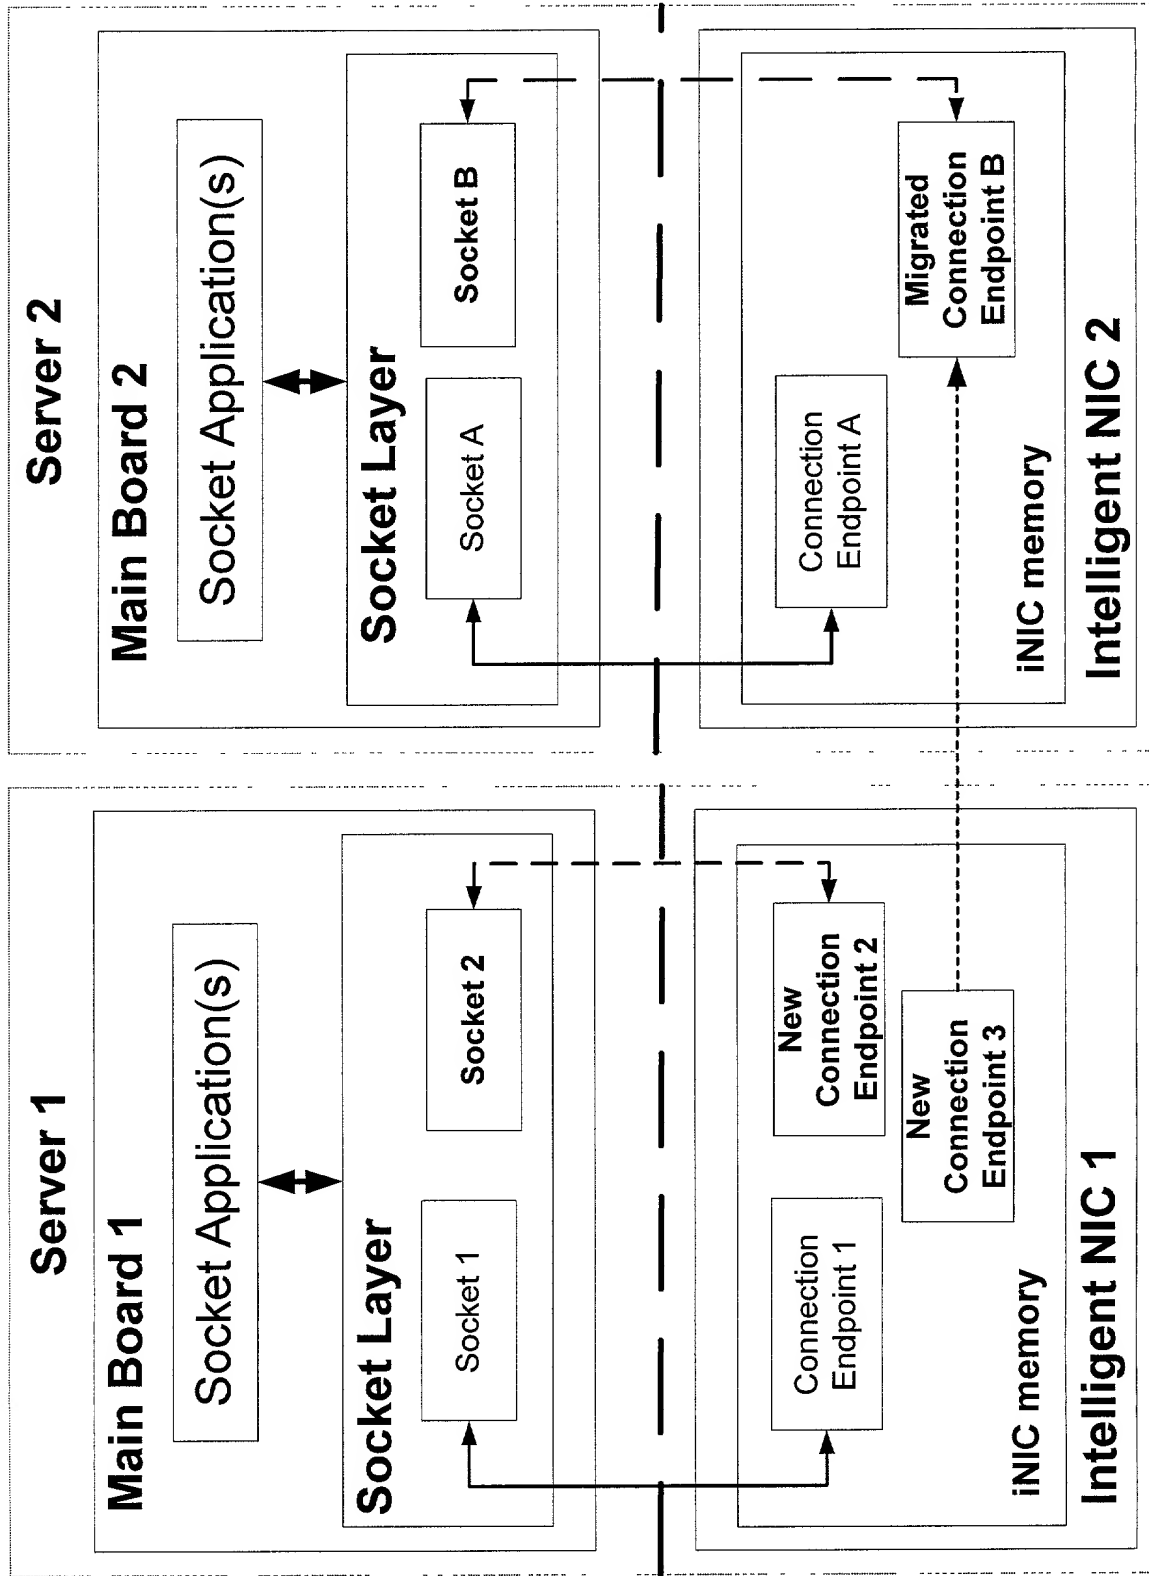 Server 1
Main Board 1
Socket Application(s)
Socket Layer
Socket 1
Socket 2
Connection
Endpoint 1
New
Connection
Endpoint 2
New
Connection
Endpoint 3
iNIC memory
Intelligent NIC 1
Server 2
Main Board 2
Socket Application(s)
Socket Layer
Socket A
Socket B
Connection
Endpoint A
Migrated
Connection
Endpoint B
iNIC memory
Intelligent NIC 2